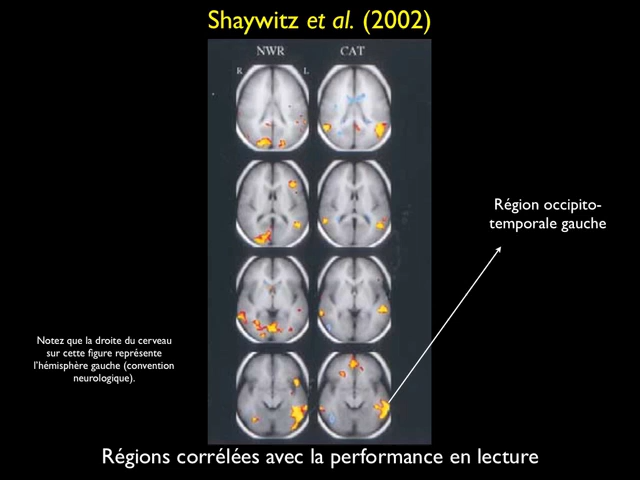 Shaywitz et al. (2002)
NWR CAT
R L
Région occipito-
temporale gauche
Notez que la droite du cerveau
sur cette figure représente
l'hémisphère gauche (convention
neurologique).
Régions corrélées avec la performance en lecture